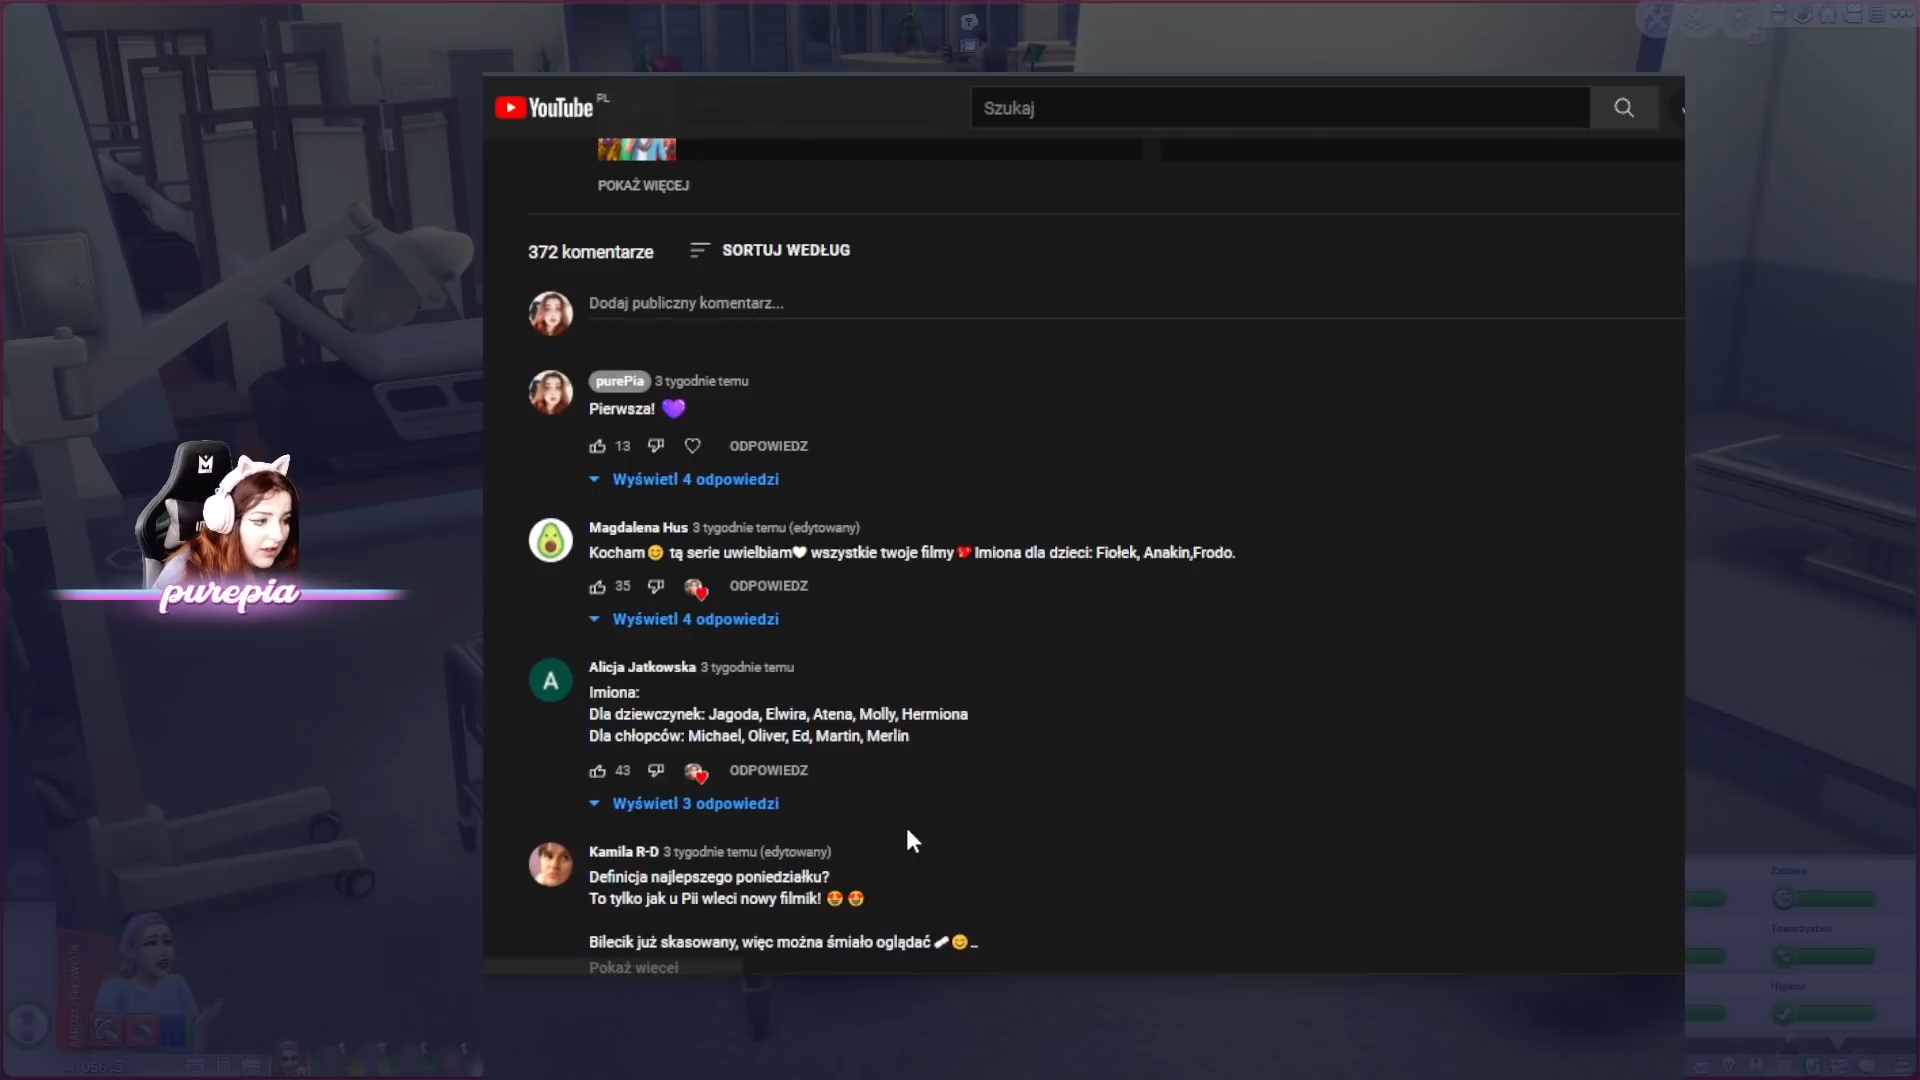 YouTube PL
Szukaj
POKAŻ WIĘCEJ
372 komentarze
SORTUJ WEDŁUG
Dodaj publiczny komentarz...
purePia 3 tygodnie temu
Pierwsza! 💜
13 ODPOWIEDZ
Wyświetl 4 odpowiedzi
Magdalena Hus 3 tygodnie temu (edytowany)
Kocham😊 tą serie uwielbiam🤍 wszystkie twoje filmy💖 Imiona dla dzieci: Fiołek, Anakin,Frodo.
35 ODPOWIEDZ
Wyświetl 4 odpowiedzi
A
Alicja Jatkowska 3 tygodnie temu
Imiona:
Dla dziewczynek: Jagoda, Elwira, Atena, Molly, Hermiona
Dla chłopców: Michael, Oliver, Ed, Martin, Merlin
43 ODPOWIEDZ
Wyświetl 3 odpowiedzi
Kamila R-D 3 tygodnie temu (edytowany)
Definicja najlepszego poniedziałku?
To tylko jak u Pii wleci nowy filmik! 🤩 🤩
Bilecik już skasowany, więc można śmiało oglądać 😊...
Pokaż więcej
purepia
BARDZO NIESWOJA
Zabawa
Towarzystwo
Higiena